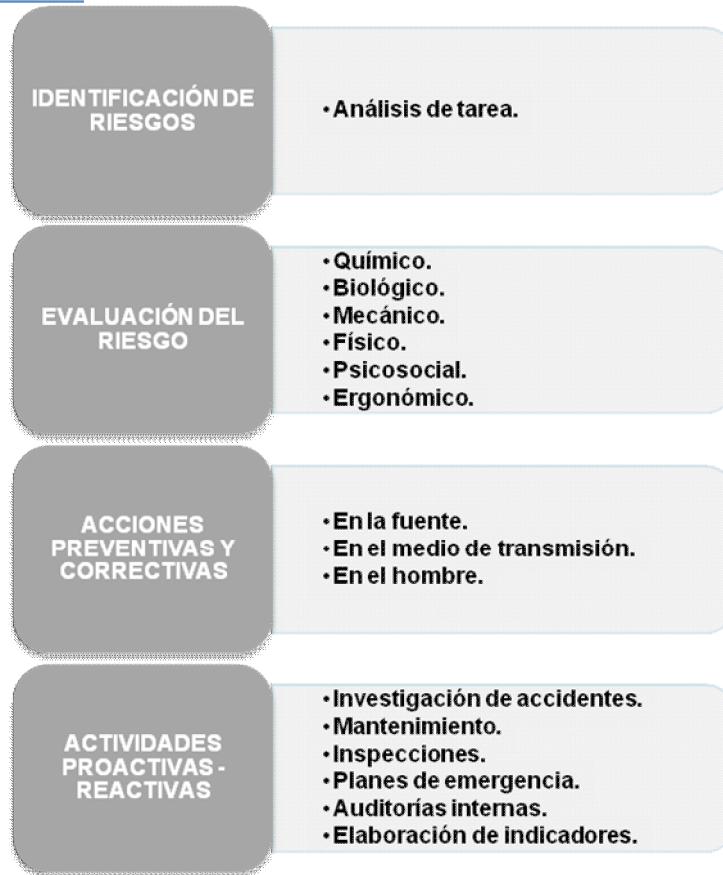 IDENTIFICACIÓN DE
RIESGOS
•Análisis de tarea.
EVALUACIÓN DEL
RIESGO
•Químico.
•Biológico.
•Mecánico.
•Físico.
•Psicosocial.
•Ergonómico.
ACCIONES
PREVENTIVAS Y
CORRECTIVAS
•En la fuente.
•En el medio de transmisión.
•En el hombre.
ACTIVIDADES
PROACTIVAS -
REACTIVAS
•Investigación de accidentes.
•Mantenimiento.
•Inspecciones.
•Planes de emergencia.
•Auditorías internas.
•Elaboración de indicadores.